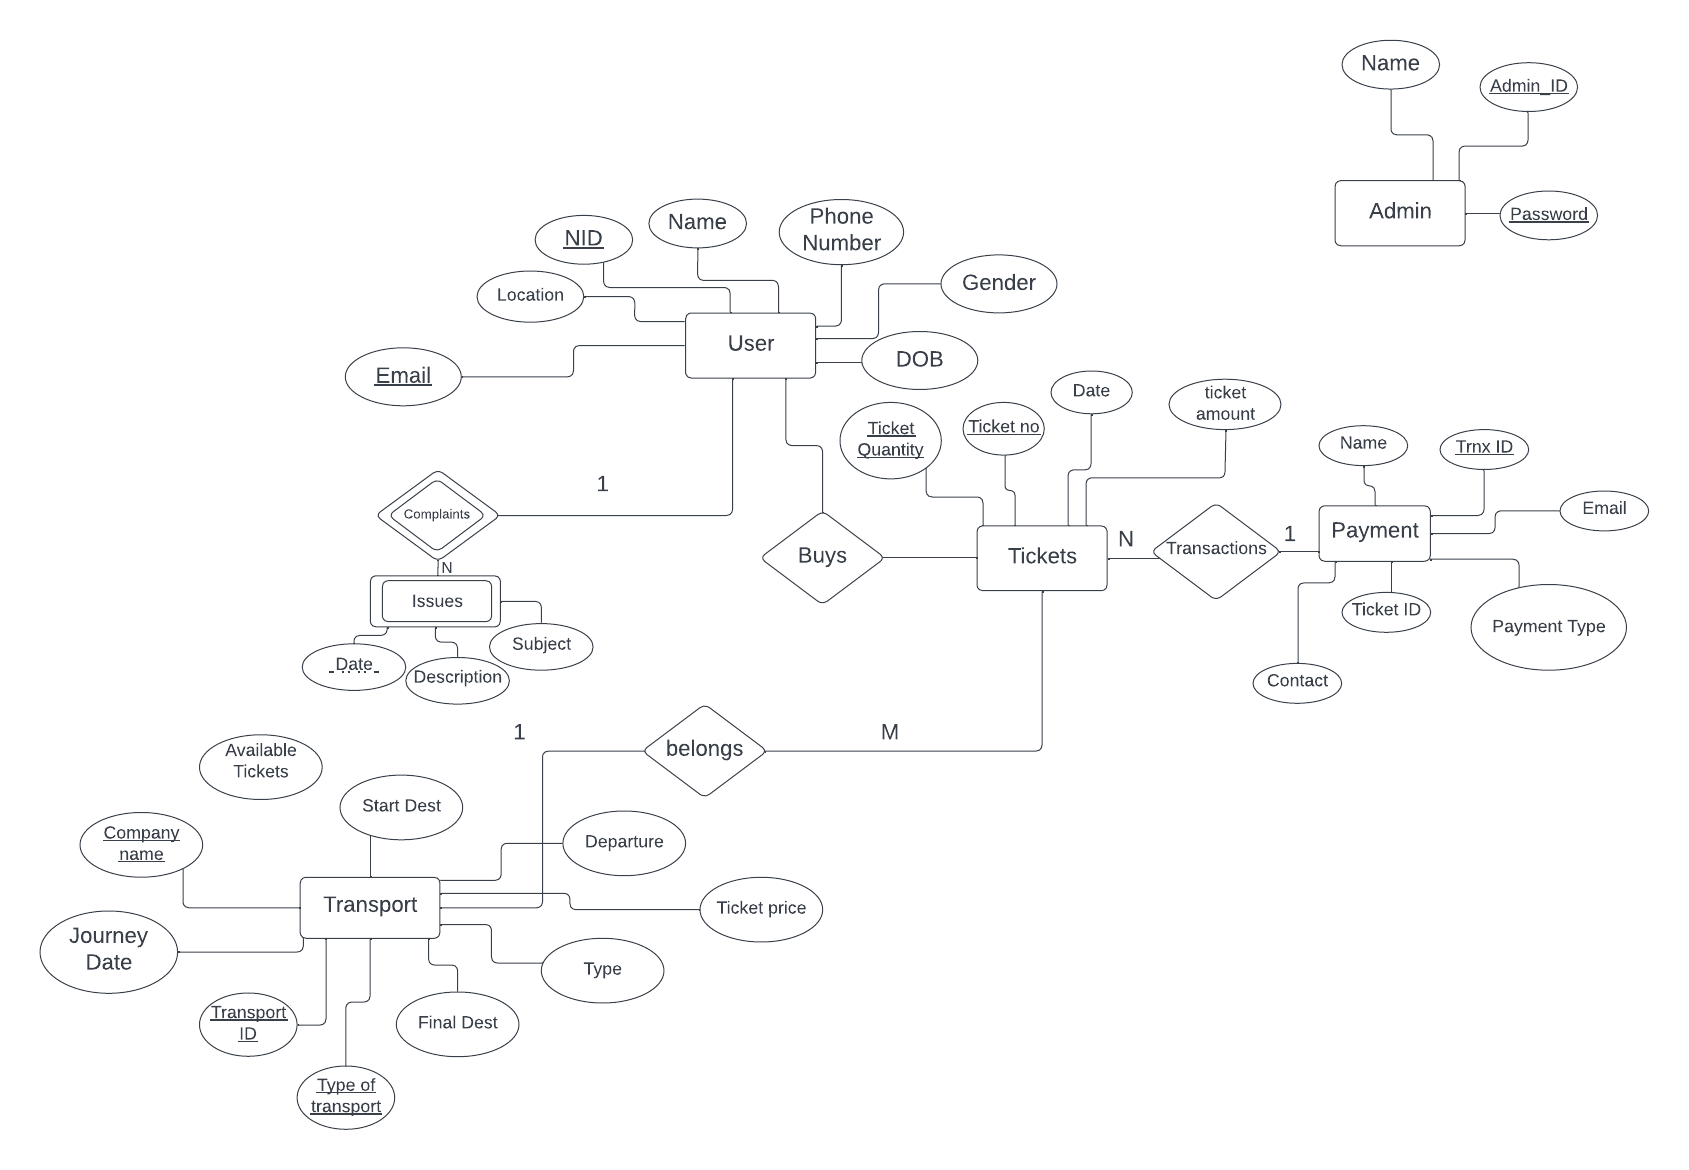 Name
Admin_ID
Admin
Password
NID
Name
Phone
Number
Location
Gender
User
DOB
Email
Ticket
Quantity
Ticket no
Date
ticket
amount
Name
Trnx ID
Email
Payment
1
Complaints
1
N
Issues
Buys
Tickets
N
Transactions
Ticket ID
Payment Type
Contact
Subject
Date
Description
1
belongs
M
Available
Tickets
Start Dest
Company
name
Departure
Transport
Ticket price
Journey
Date
Type
Transport
ID
Final Dest
Type of
transport